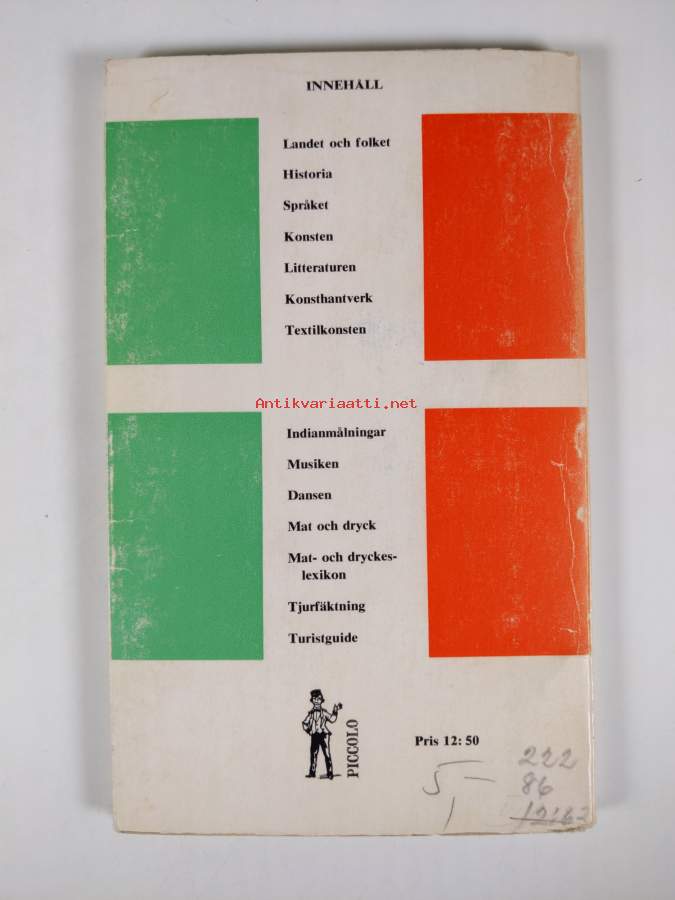 INNEHÅLL
Landet och folket
Historia
Språket
Konsten
Litteraturen
Konsthantverk
Textilkonsten
Antikvariaatti.net
Indianmålningar
Musiken
Dansen
Mat och dryck
Mat- och dryckes-
lexikon
Tjurfäktning
Turistguide
PICCOLO
Pris 12: 50
5,-
222
86